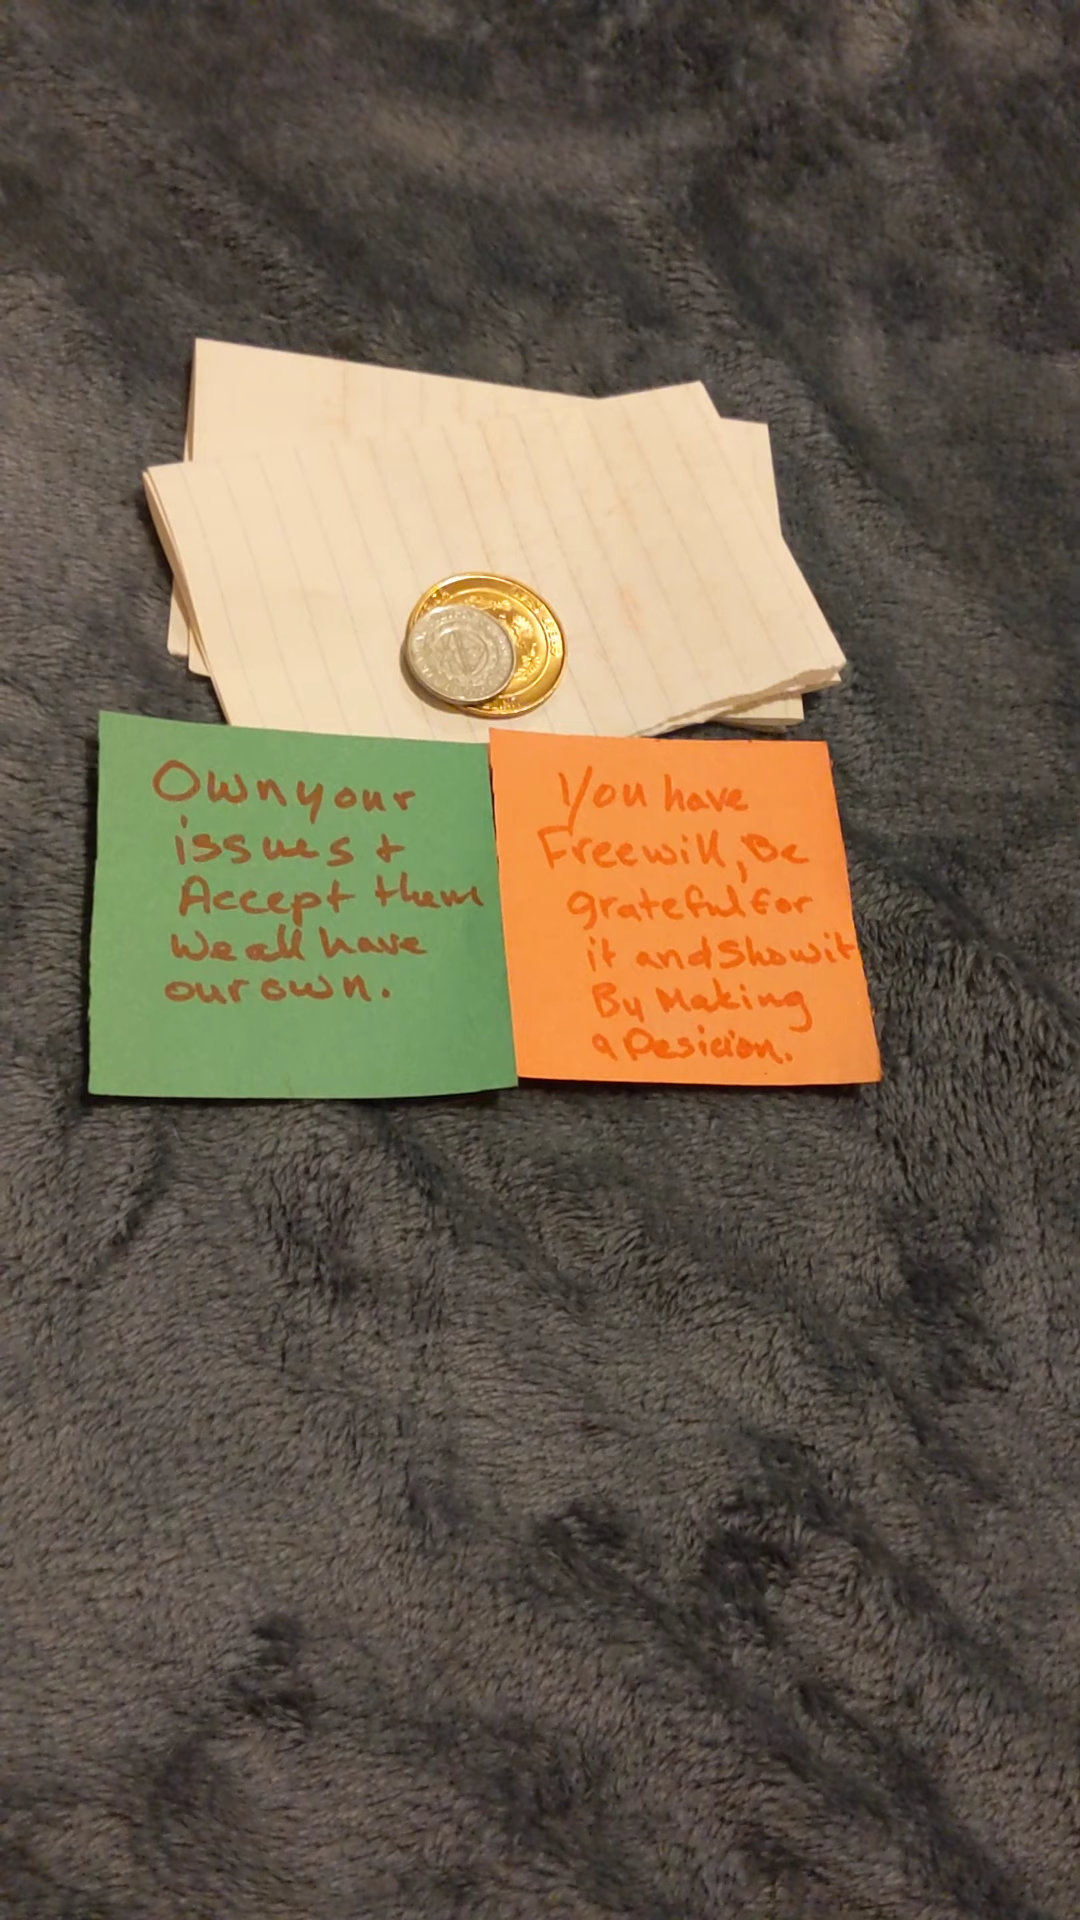 Own your
issues +
Accept them
We all have
our own.
You have
Freewill, Be
grateful for
it and Show it
By Making
a Desicion.